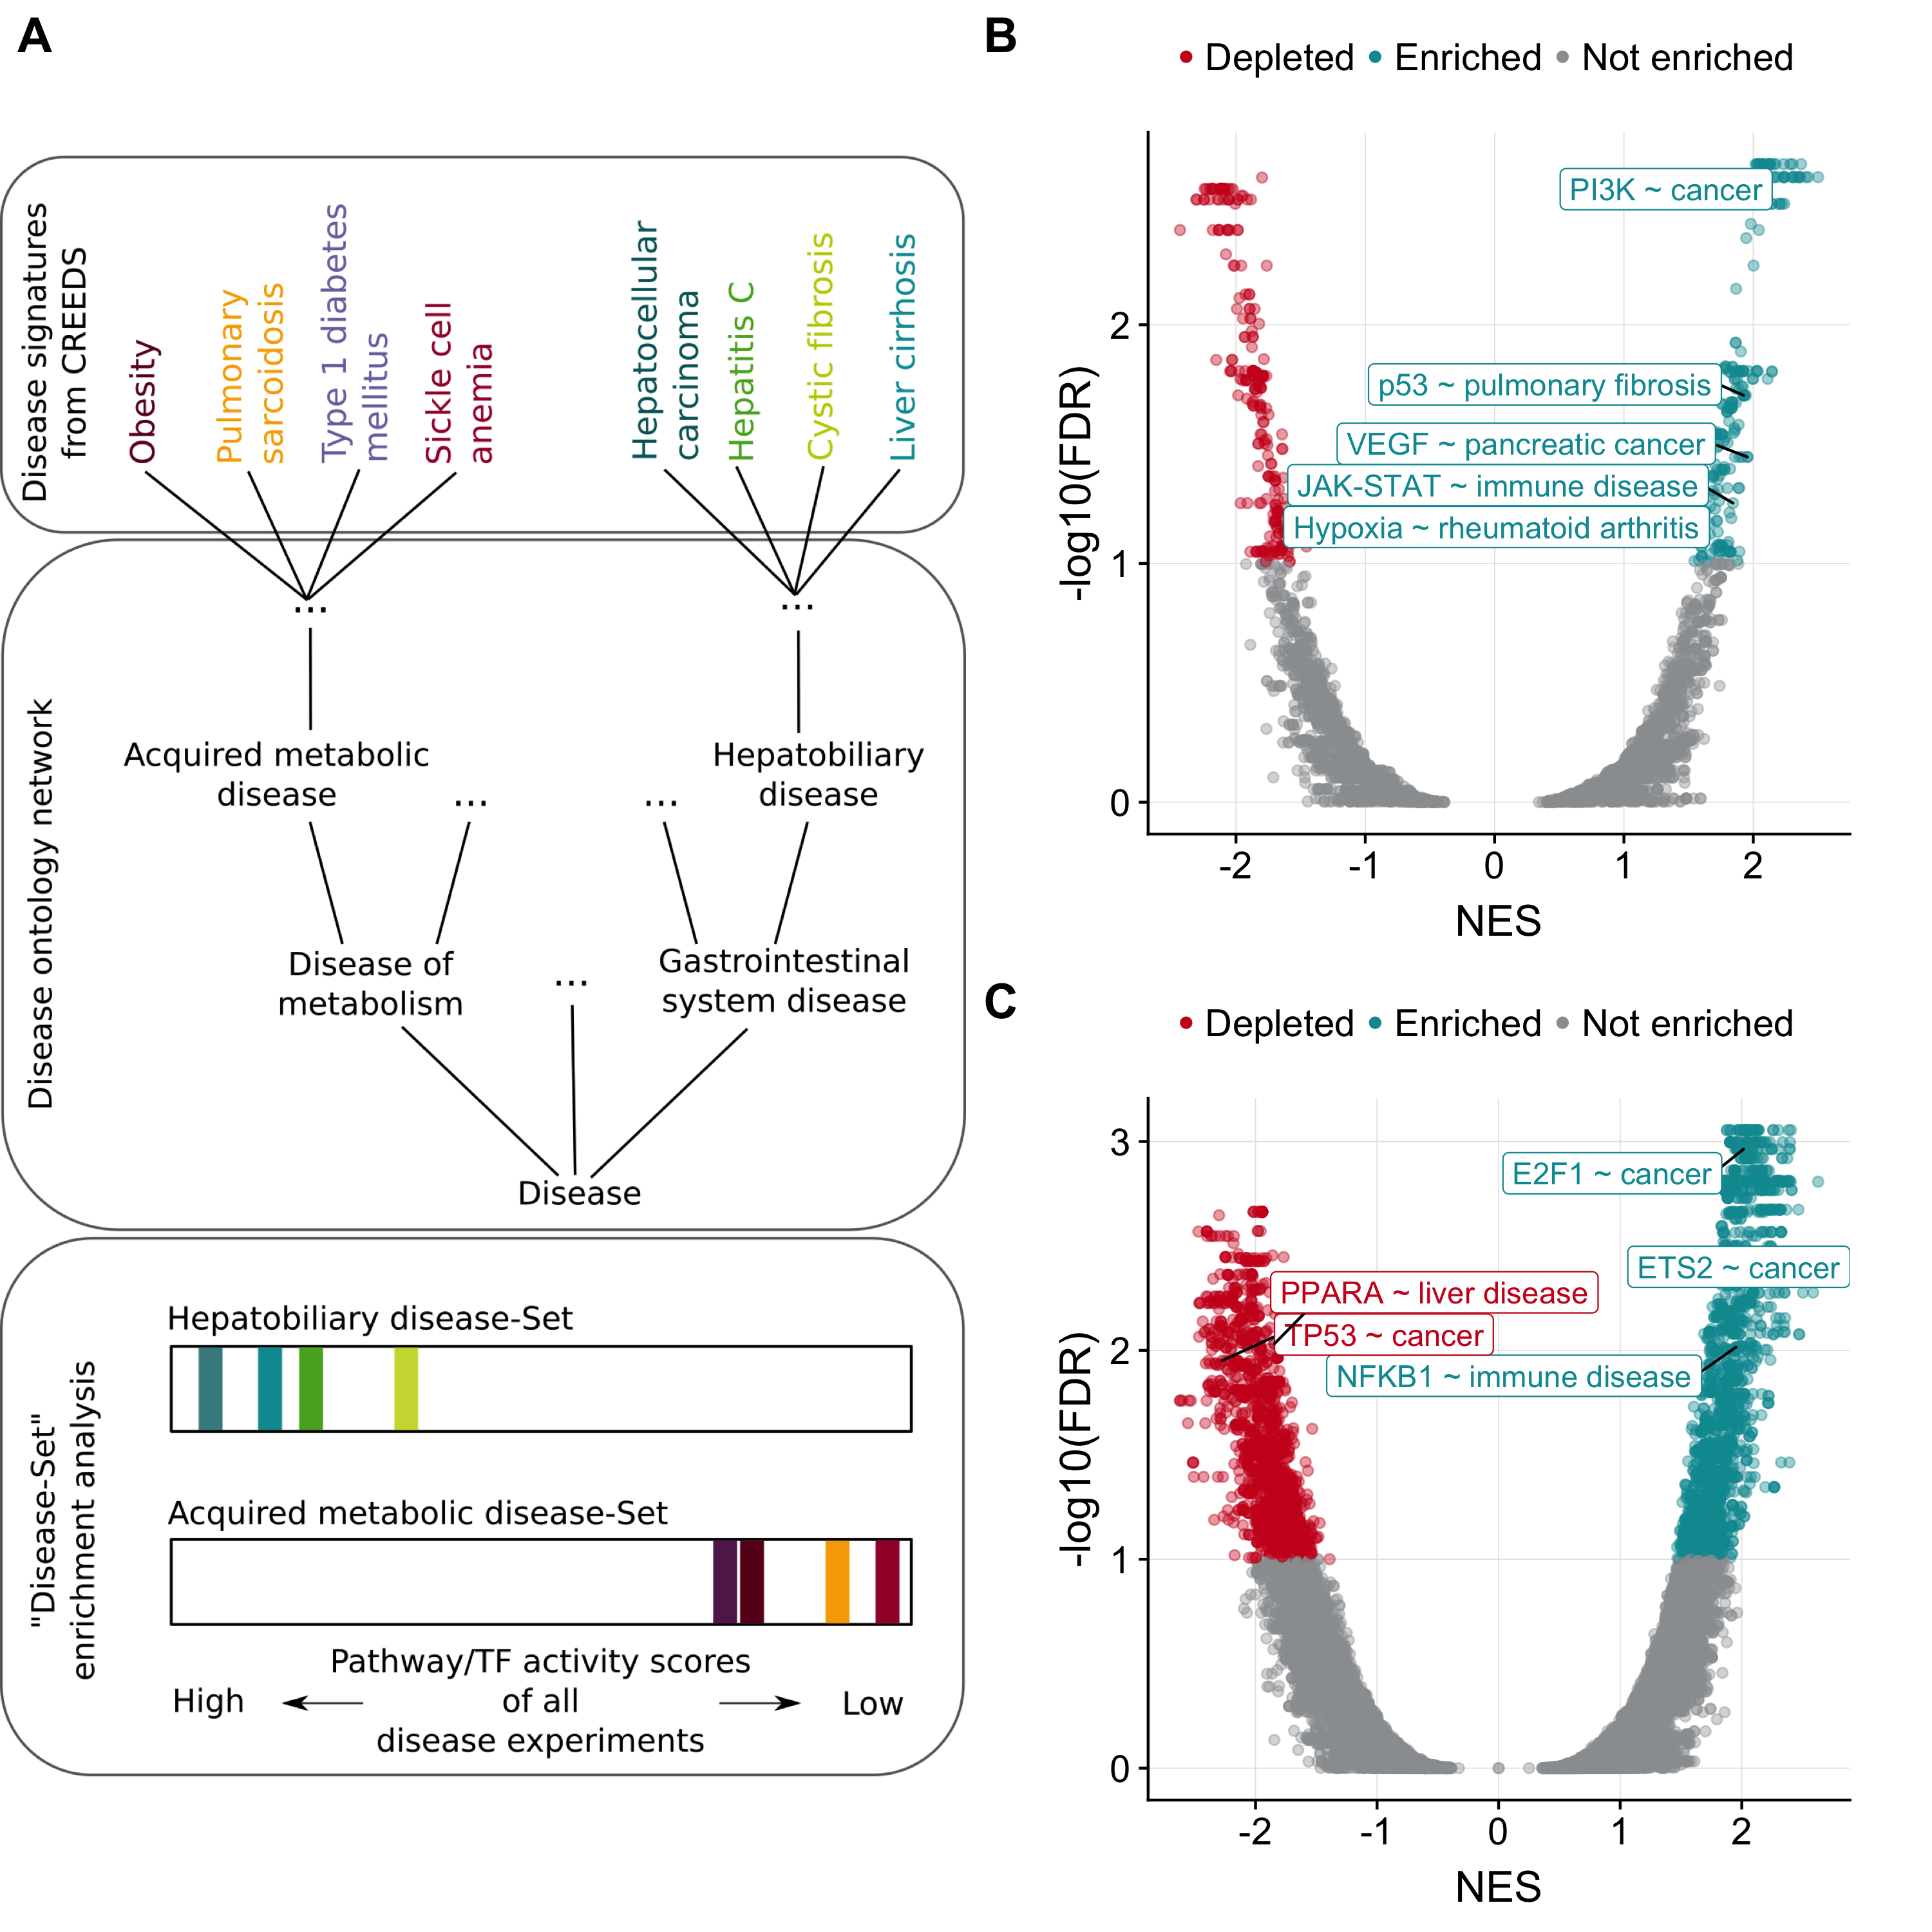 A
Disease signatures
from CREEDS
Obesity
Pulmonary
sarcoidosis
Type 1 diabetes
mellitus
Sickle cell
anemia
Hepatocellular
carcinoma
Hepatitis C
Cystic fibrosis
Liver cirrhosis
Disease ontology network
...
...
Acquired metabolic
disease
...
...
Hepatobiliary
disease
Disease of
metabolism
...
Gastrointestinal
system disease
Disease
"Disease-Set"
enrichment analysis
Hepatobiliary disease-Set
Acquired metabolic disease-Set
Pathway/TF activity scores
High of all Low
disease experiments
B
Depleted Enriched Not enriched
-log10(FDR)
2
1
0
PI3K ~ cancer
p53 ~ pulmonary fibrosis
VEGF ~ pancreatic cancer
JAK-STAT ~ immune disease
Hypoxia ~ rheumatoid arthritis
-2 -1 0 1 2
NES
C
Depleted Enriched Not enriched
-log10(FDR)
3
2
1
0
E2F1 ~ cancer
ETS2 ~ cancer
PPARA ~ liver disease
TP53 ~ cancer
NFKB1 ~ immune disease
-2 -1 0 1 2
NES